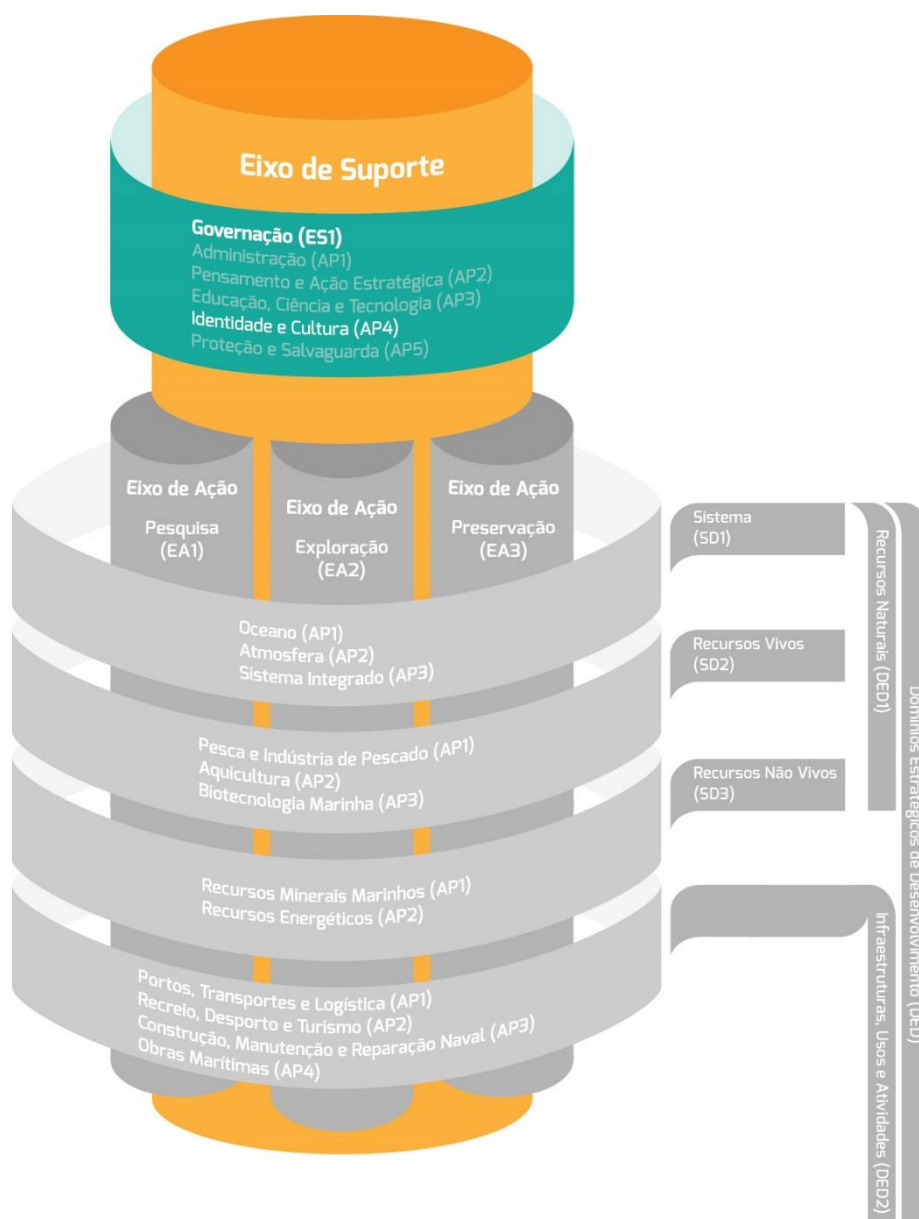 Eixo de Suporte
Governação (ES1)
Administração (AP1)
Pensamento e Ação Estratégica (AP2)
Educação, Ciência e Tecnologia (AP3)
Identidade e Cultura (AP4)
Proteção e Salvaguarda (AP5)
Eixo de Ação
Pesquisa
(EA1)
Eixo de Ação
Exploração
(EA2)
Eixo de Ação
Preservação
(EA3)
Oceano (AP1)
Atmosfera (AP2)
Sistema Integrado (AP3)
Pesca e Indústria de Pescado (AP1)
Aquicultura (AP2)
Biotecnologia Marinha (AP3)
Recursos Minerais Marinhos (AP1)
Recursos Energéticos (AP2)
Portos, Transportes e Logística (AP1)
Recreio, Desporto e Turismo (AP2)
Construção, Manutenção e Reparação Naval (AP3)
Obras Marítimas (AP4)
Sistema
(SD1)
Recursos Vivos
(SD2)
Recursos Não Vivos
(SD3)
Recursos Naturais (DED1)
Infraestruturas, Usos e Atividades (DED2)
Domínios Estratégicos de Desenvolvimento (DED)